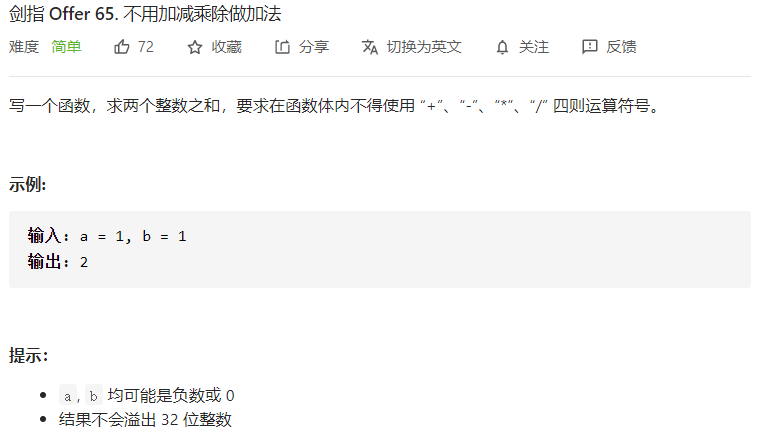 剑指 Offer 65. 不用加减乘除做加法
难度 简单 72 收藏 分享 切换为英文 关注 反馈
写一个函数，求两个整数之和，要求在函数体内不得使用 “+”、“-”、“*”、“/” 四则运算符号。
示例:
输入: a = 1, b = 1
输出: 2
提示：
a, b 均可能是负数或 0
结果不会溢出 32 位整数